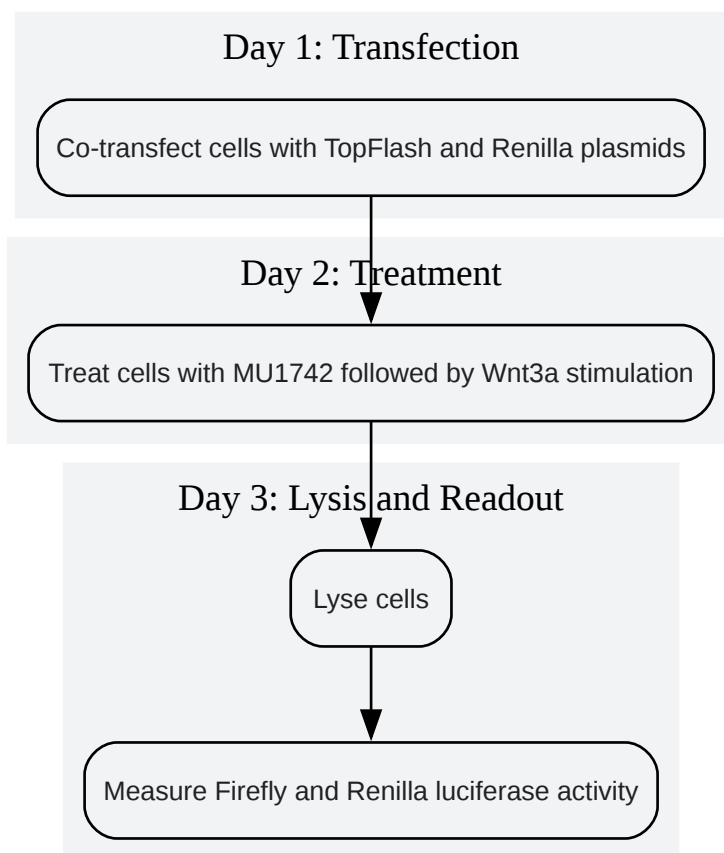 Day 1: Transfection
Co-transfect cells with TopFlash and Renilla plasmids
Day 2: Treatment
Treat cells with MU1742 followed by Wnt3a stimulation
Day 3: Lysis and Readout
Lyse cells
Measure Firefly and Renilla luciferase activity